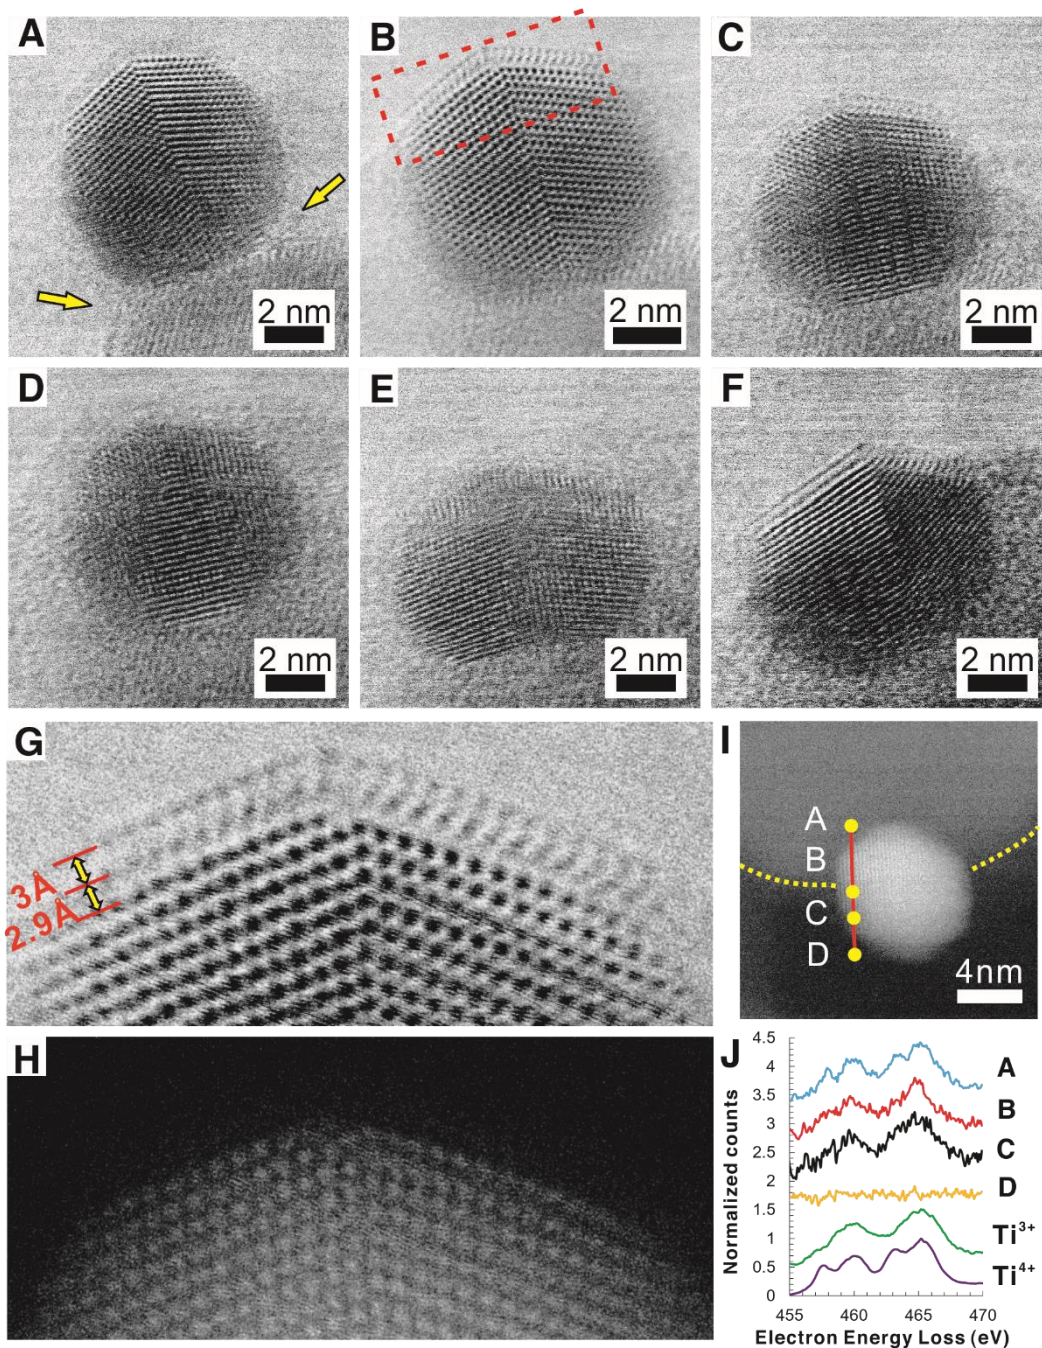 A
B
C
2 nm
2 nm
2 nm
D
E
F
2 nm
2 nm
2 nm
G
3Å
2.9Å
I
A
B
C
D
4nm
H
J
4.5
4
3.5
3
2.5
2
1.5
1
0.5
0
Normalized counts
A
B
C
D
Ti³⁺
Ti⁴⁺
455 460 465 470
Electron Energy Loss (eV)